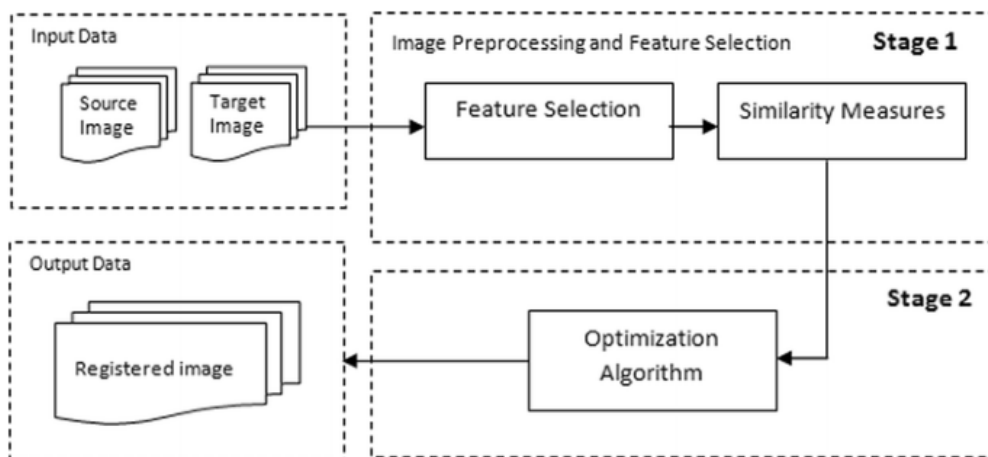 Input Data
Source
Image
Target
Image
Image Preprocessing and Feature Selection
Stage 1
Feature Selection
Similarity Measures
Output Data
Registered image
Stage 2
Optimization
Algorithm